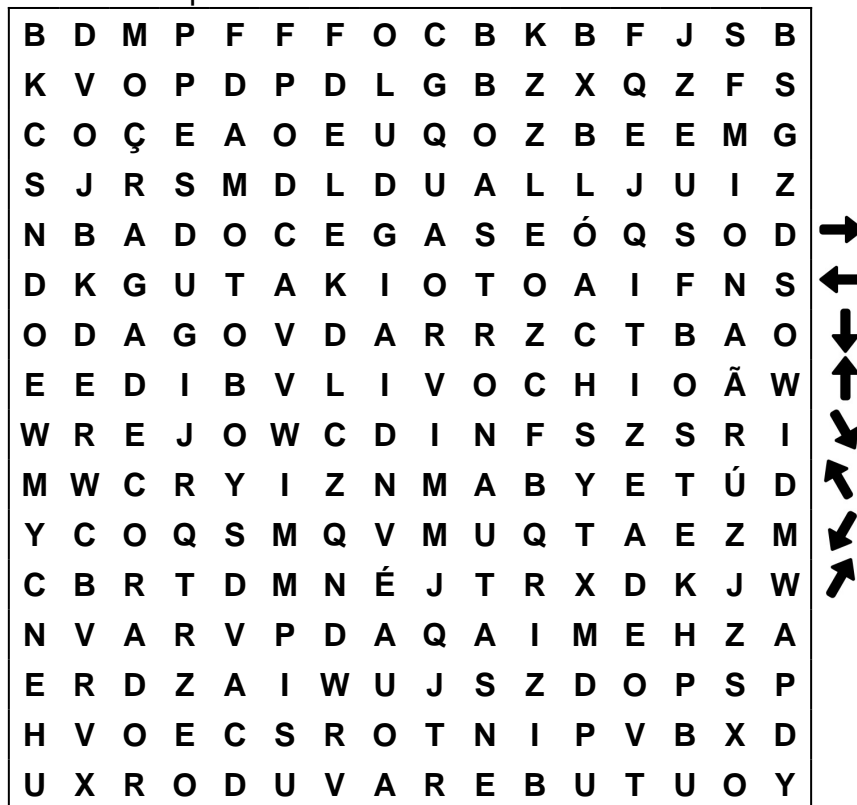 B D M P F F F O C B K B F J S B
K V O P D P D L G B Z X Q Z F S
C O Ç E A O E U Q O Z B E E M G
S J R S M D L D U A L L J U I Z
N B A D O C E G A S E Ó Q S O D
D K G U T A K I O T O A I F N S
O D A G O V D A R R Z C T B A O
E E D I B V L I V O C H I O Ã W
W R E J O W C D I N F S Z S R I
M W C R Y I Z N M A B Y E T Ú D
Y C O Q S M Q V M U Q T A E Z M
C B R T D M N É J T R X D K J W
N V A R V P D A Q A I M E H Z A
E R D Z A I W U J S Z D O P S P
H V O E C S R O T N I P V B X D
U X R O D U V A R E B U T U O Y